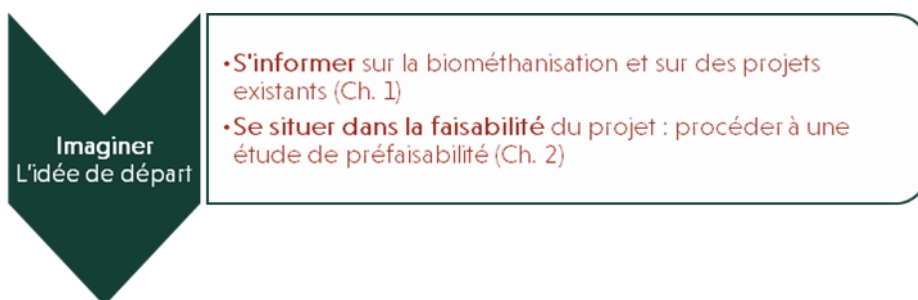 Imaginer
L'idée de départ
•S'informer sur la biométhanisation et sur des projets
existants (Ch. 1)
•Se situer dans la faisabilité du projet : procéder à une
étude de préfaisabilité (Ch. 2)